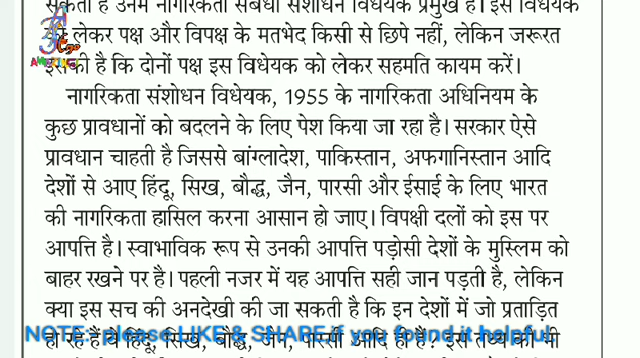 सकता है उनमें नागरिकता संबंधी संशोधन विधेयक प्रमुख है। इस विधेयक
को लेकर पक्ष और विपक्ष के मतभेद किसी से छिपे नहीं, लेकिन जरूरत
इसकी है कि दोनों पक्ष इस विधेयक को लेकर सहमति कायम करें।
नागरिकता संशोधन विधेयक, 1955 के नागरिकता अधिनियम के
कुछ प्रावधानों को बदलने के लिए पेश किया जा रहा है। सरकार ऐसे
प्रावधान चाहती है जिससे बांग्लादेश, पाकिस्तान, अफगानिस्तान आदि
देशों से आए हिंदू, सिख, बौद्ध, जैन, पारसी और ईसाई के लिए भारत
की नागरिकता हासिल करना आसान हो जाए। विपक्षी दलों को इस पर
आपत्ति है। स्वाभाविक रूप से उनकी आपत्ति पड़ोसी देशों के मुस्लिम को
बाहर रखने पर है। पहली नजर में यह आपत्ति सही जान पड़ती है, लेकिन
क्या इस सच की अनदेखी की जा सकती है कि इन देशों में जो प्रताड़ित
हो रहे हैं वे हिंदू, सिख, बौद्ध, जैन, पारसी आदि ही हैं? इस तथ्य की भी
NOTE: please LIKE & SHARE if you found it helpful